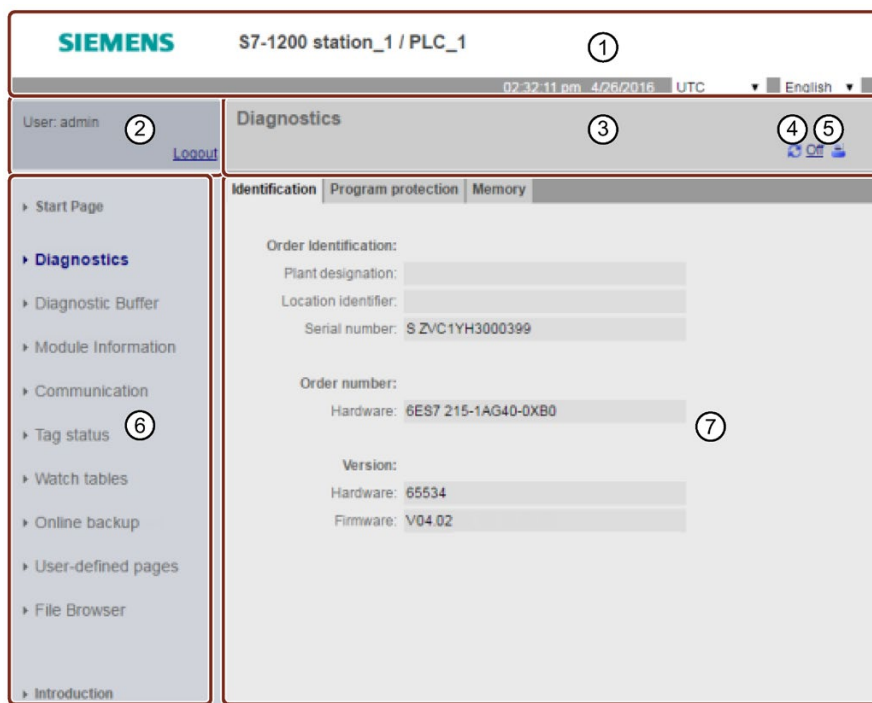 SIEMENS
S7-1200 station_1 / PLC_1
1
02:32:11 pm 4/26/2016 UTC English
User: admin
2
Logout
Diagnostics
3
4
5
Off
Identification Program protection Memory
Start Page
Diagnostics
Diagnostic Buffer
Module Information
Communication
Tag status
Watch tables
Online backup
User-defined pages
File Browser
Introduction
6
Order Identification:
Plant designation:
Location identifier:
Serial number: S ZVC1YH3000399
Order number:
Hardware: 6ES7 215-1AG40-0XB0
7
Version:
Hardware: 65534
Firmware: V04.02